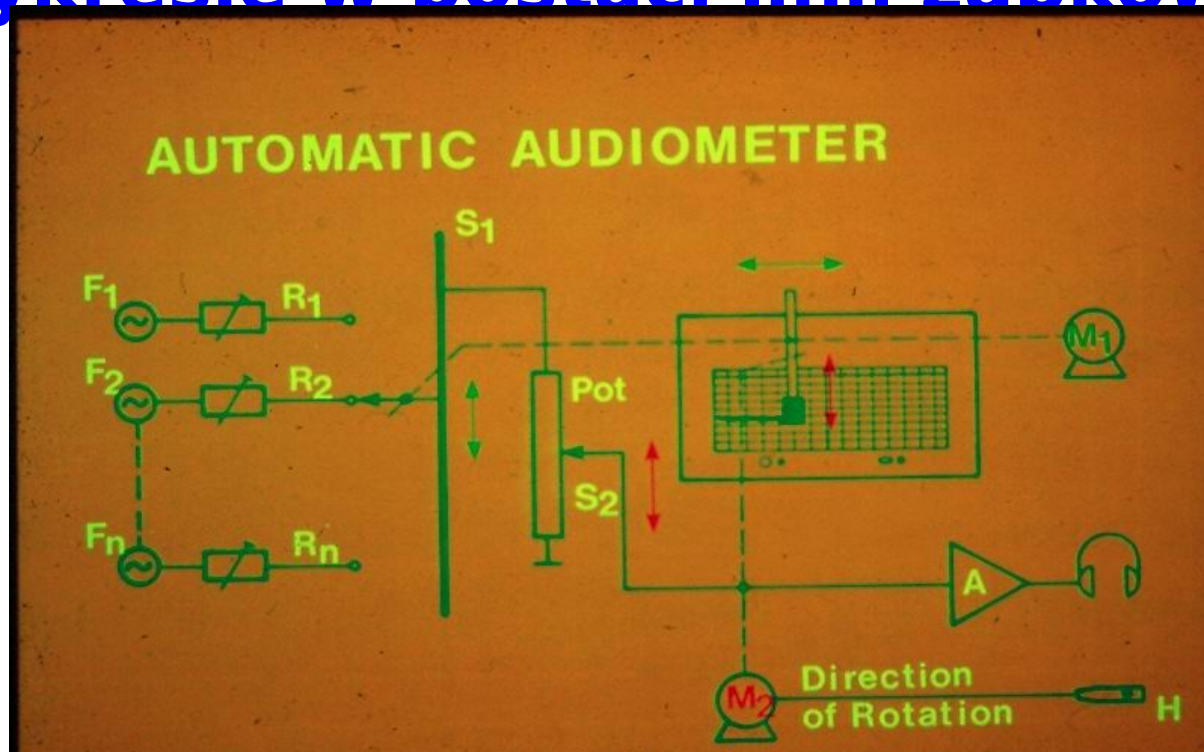 AUTOMATIC AUDIOMETER
S1
F1
R1
M1
F2
R2
Pot
S2
Fn
Rn
A
M2
Direction
of Rotation
H